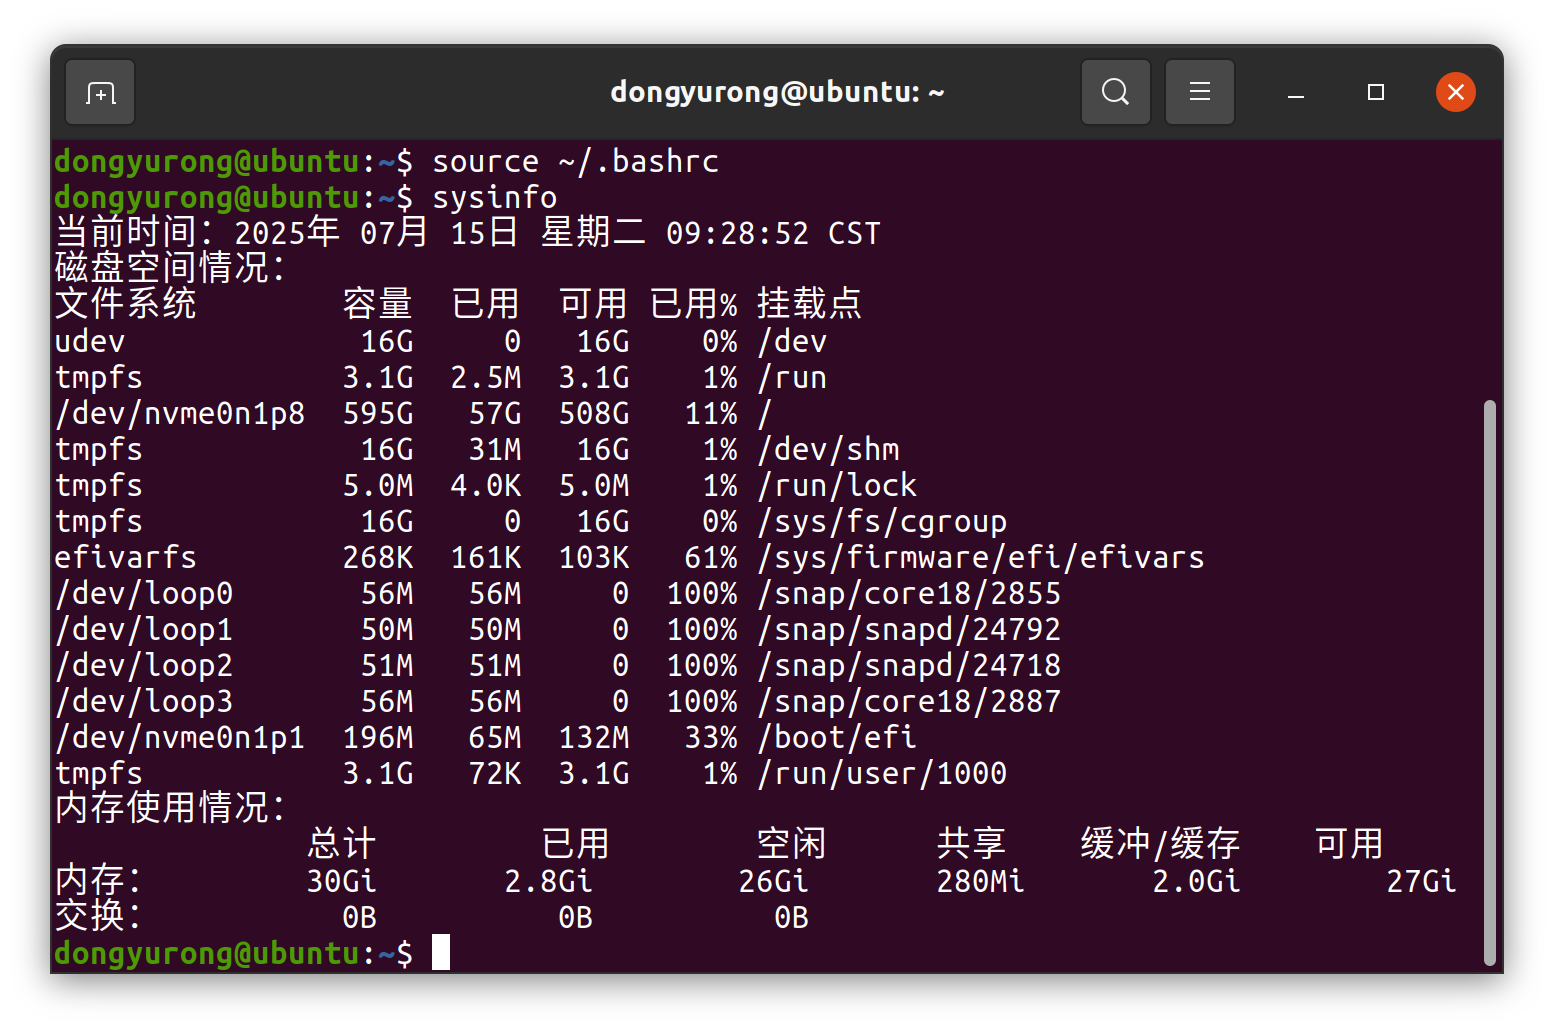 dongyurong@ubuntu: ~
dongyurong@ubuntu:~$ source ~/.bashrc
dongyurong@ubuntu:~$ sysinfo
当前时间：2025年 07月 15日 星期二 09:28:52 CST
磁盘空间情况：
文件系统 容量 已用 可用 已用% 挂载点
udev 16G 0 16G 0% /dev
tmpfs 3.1G 2.5M 3.1G 1% /run
/dev/nvme0n1p8 595G 57G 508G 11% /
tmpfs 16G 31M 16G 1% /dev/shm
tmpfs 5.0M 4.0K 5.0M 1% /run/lock
tmpfs 16G 0 16G 0% /sys/fs/cgroup
efivarfs 268K 161K 103K 61% /sys/firmware/efi/efivars
/dev/loop0 56M 56M 0 100% /snap/core18/2855
/dev/loop1 50M 50M 0 100% /snap/snapd/24792
/dev/loop2 51M 51M 0 100% /snap/snapd/24718
/dev/loop3 56M 56M 0 100% /snap/core18/2887
/dev/nvme0n1p1 196M 65M 132M 33% /boot/efi
tmpfs 3.1G 72K 3.1G 1% /run/user/1000
内存使用情况：
总计 已用 空闲 共享 缓冲/缓存 可用
内存： 30Gi 2.8Gi 26Gi 280Mi 2.0Gi 27Gi
交换： 0B 0B 0B
dongyurong@ubuntu:~$